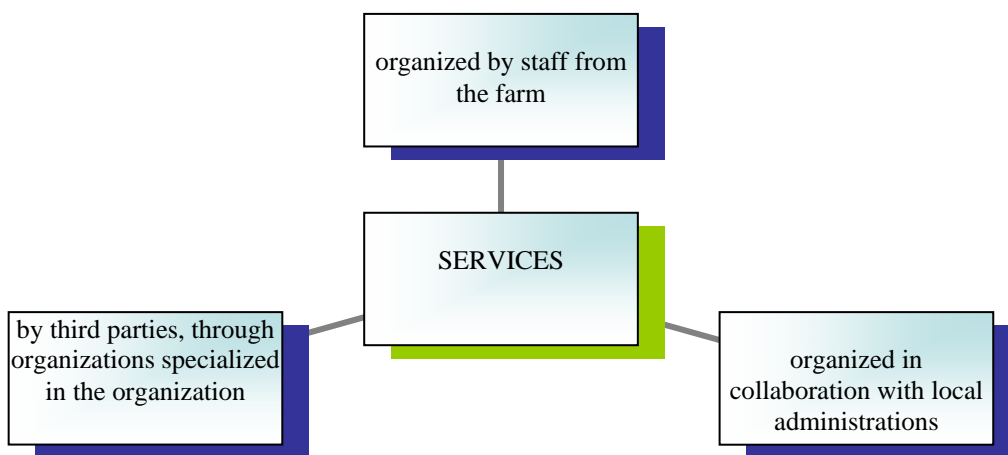 organized by staff from
the farm
SERVICES
by third parties, through
organizations specialized
in the organization
organized in
collaboration with local
administrations